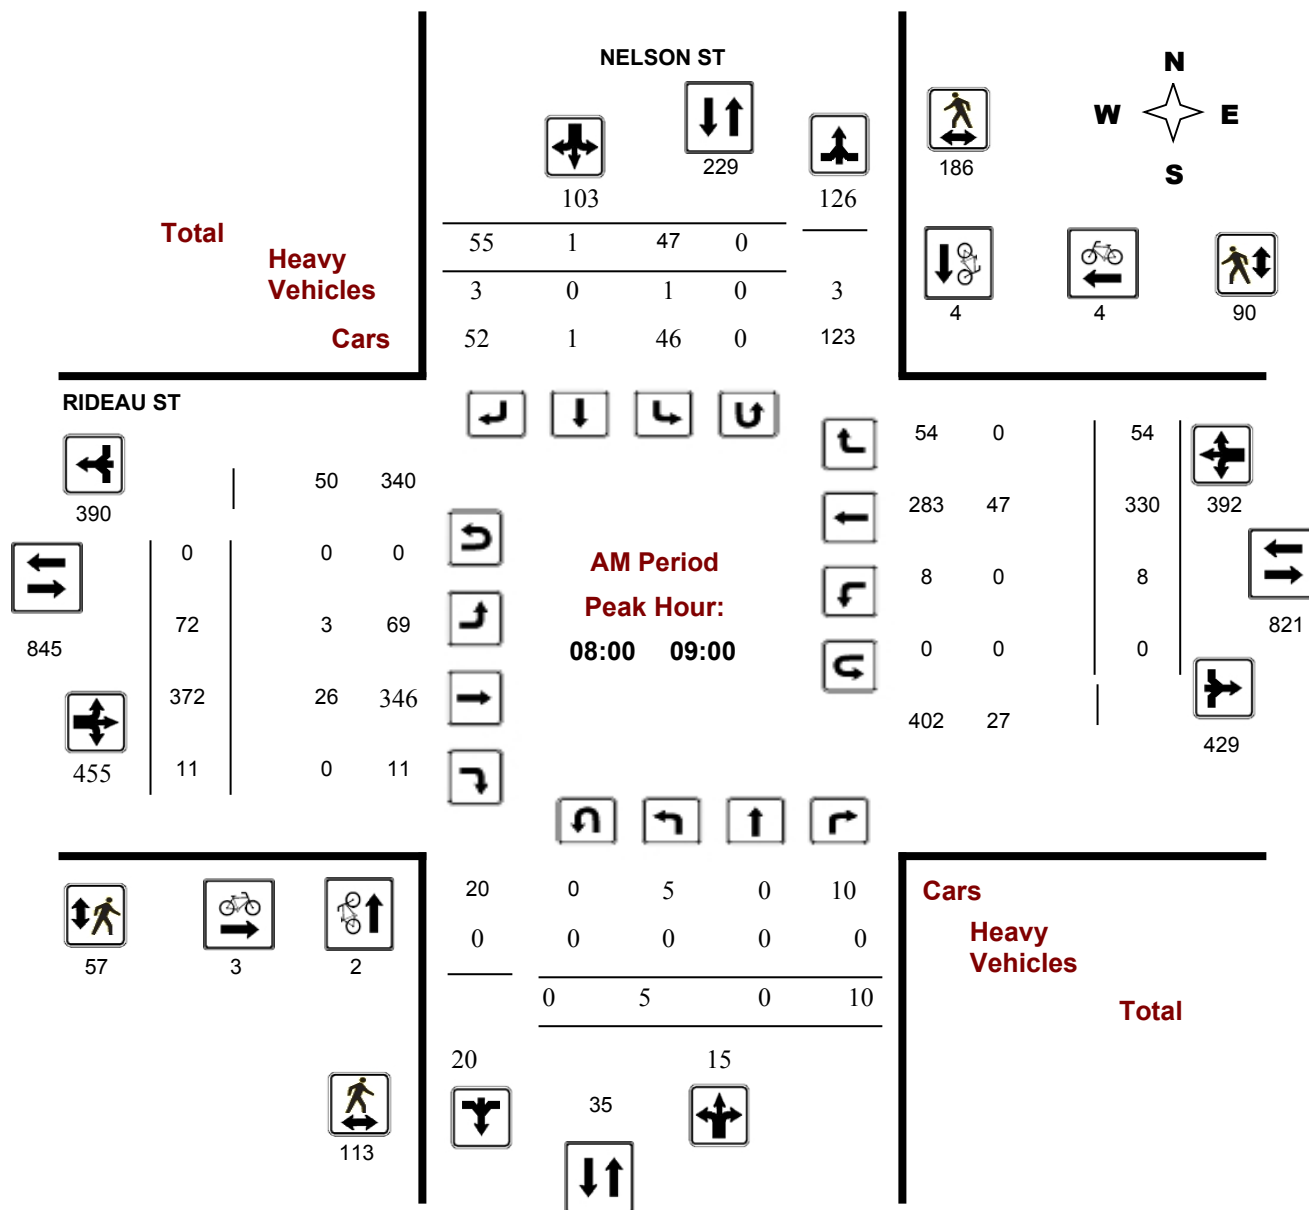 NELSON ST
N
W E
S
229
186
103 126
Total 55 1 47 0
Heavy
Vehicles 3 0 1 0 3
4 4 90
Cars 52 1 46 0 123
RIDEAU ST
54 0 54
50 340
390
283 47 330 392
0 0 0
AM Period
8 0 8
Peak Hour:
72 3 69
821
845
08:00 09:00
0 0 0
372 26 346
402 27
429
455 11 0 11
20 0 5 0 10
Cars
0 0 0 0 0
Heavy
Vehicles
57 3 2
0 5 0 10
Total
20 15
35
113